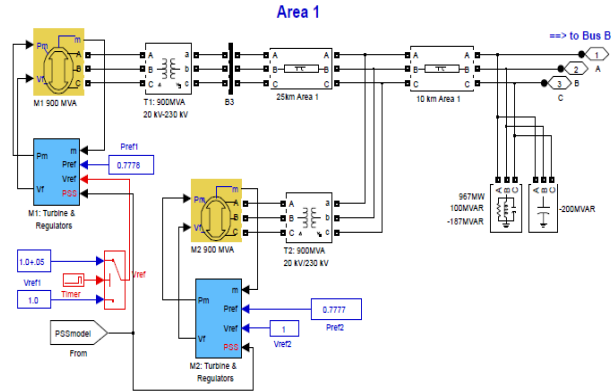 Area 1
==> to Bus B
Pm m A A a A A A A 1
B B b B B B B 2 A
Vf C C c C C C C 3 B
C
M1 900 MVA
T1: 900MVA
20 kV-230 kV
B3
25km Area 1
10 km Area 1
m
Pm Pref
Vref
Vf PSS
Pref1
0.7778
M1: Turbine &
Regulators
Pm m A A a
B B b
Vf C C c
M2 900 MVA
T2: 900MVA
20 kV/230 kV
A B C A B C
967MW
100MVAR
-187MVAR
-200MVAR
1.0+.05
Vref1
Timer
1.0
Vref
m
Pm Pref
Vref
Vf PSS
0.7777
Pref2
1
Vref2
M2: Turbine &
Regulators
PSSmodel
From